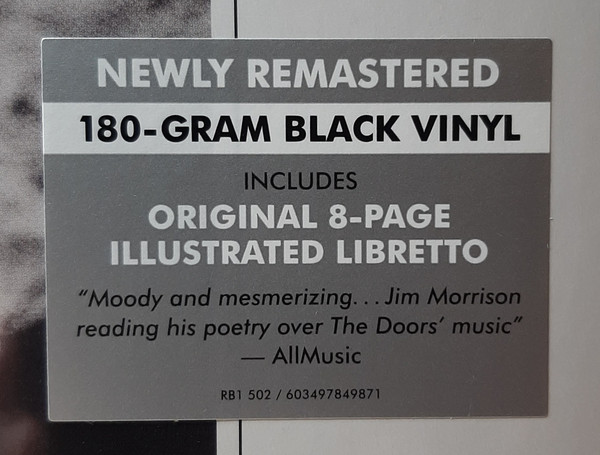 NEWLY REMASTERED
180-GRAM BLACK VINYL
INCLUDES
ORIGINAL 8-PAGE
ILLUSTRATED LIBRETTO
“Moody and mesmerizing. . . Jim Morrison
reading his poetry over The Doors’ music”
— AllMusic
RB1 502 / 603497849871